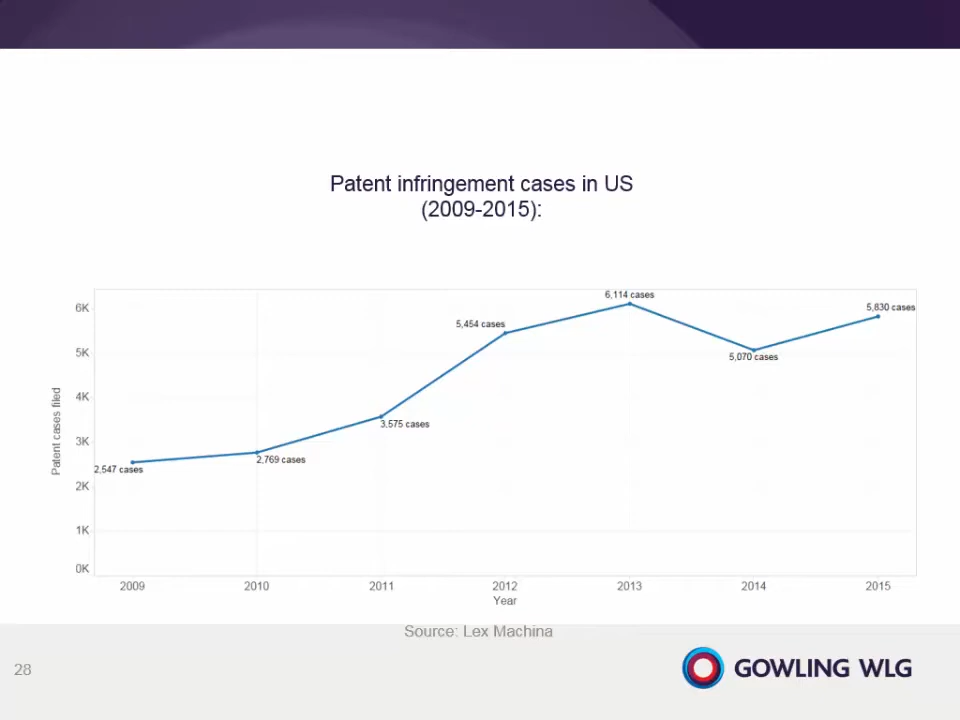 Patent infringement cases in US
(2009-2015):
6K
5K
4K
3K
2K
1K
0K
Patent cases filed
2,547 cases
2,769 cases
3,575 cases
5,454 cases
6,114 cases
5,070 cases
5,830 cases
2009 2010 2011 2012 2013 2014 2015
Year
Source: Lex Machina
28
GOWLING WLG